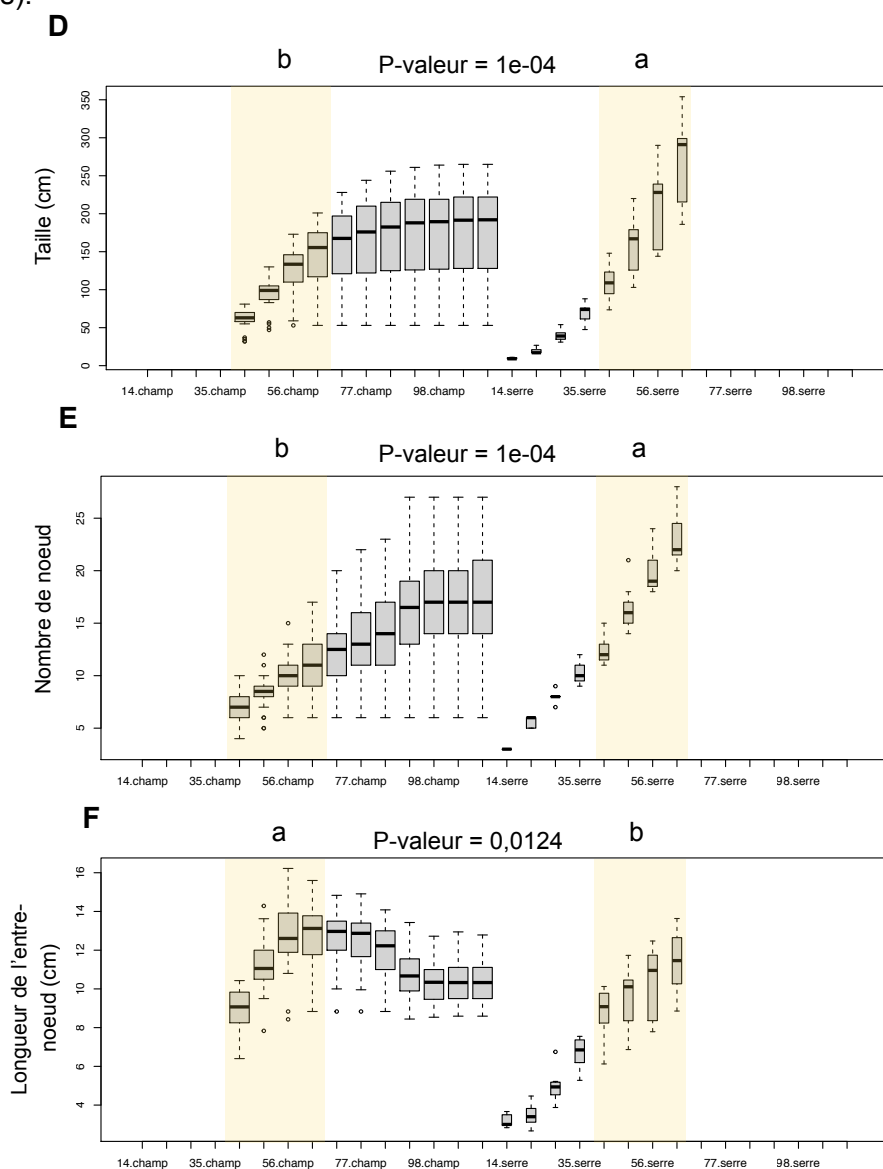 e).
D
b P-valeur = 1e-04 a
Taille (cm)
350
300
250
200
150
100
50
0
14.champ 35.champ 56.champ 77.champ 98.champ 14.serre 35.serre 56.serre 77.serre 98.serre
E
b P-valeur = 1e-04 a
Nombre de noeud
25
20
15
10
5
14.champ 35.champ 56.champ 77.champ 98.champ 14.serre 35.serre 56.serre 77.serre 98.serre
F
a P-valeur = 0,0124 b
Longueur de l'entre-
noeud (cm)
16
14
12
10
8
6
4
14.champ 35.champ 56.champ 77.champ 98.champ 14.serre 35.serre 56.serre 77.serre 98.serre